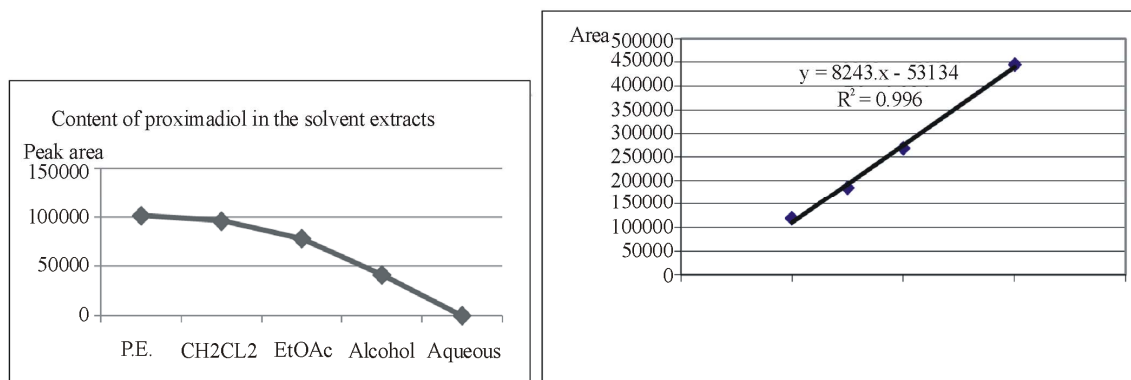 Content of proximadiol in the solvent extracts
Peak area
150000
100000
50000
0
P.E. CH2CL2 EtOAc Alcohol Aqueous
Area
500000
450000
400000
350000
300000
250000
200000
150000
100000
50000
0
y = 8243.x - 53134
R² = 0.996